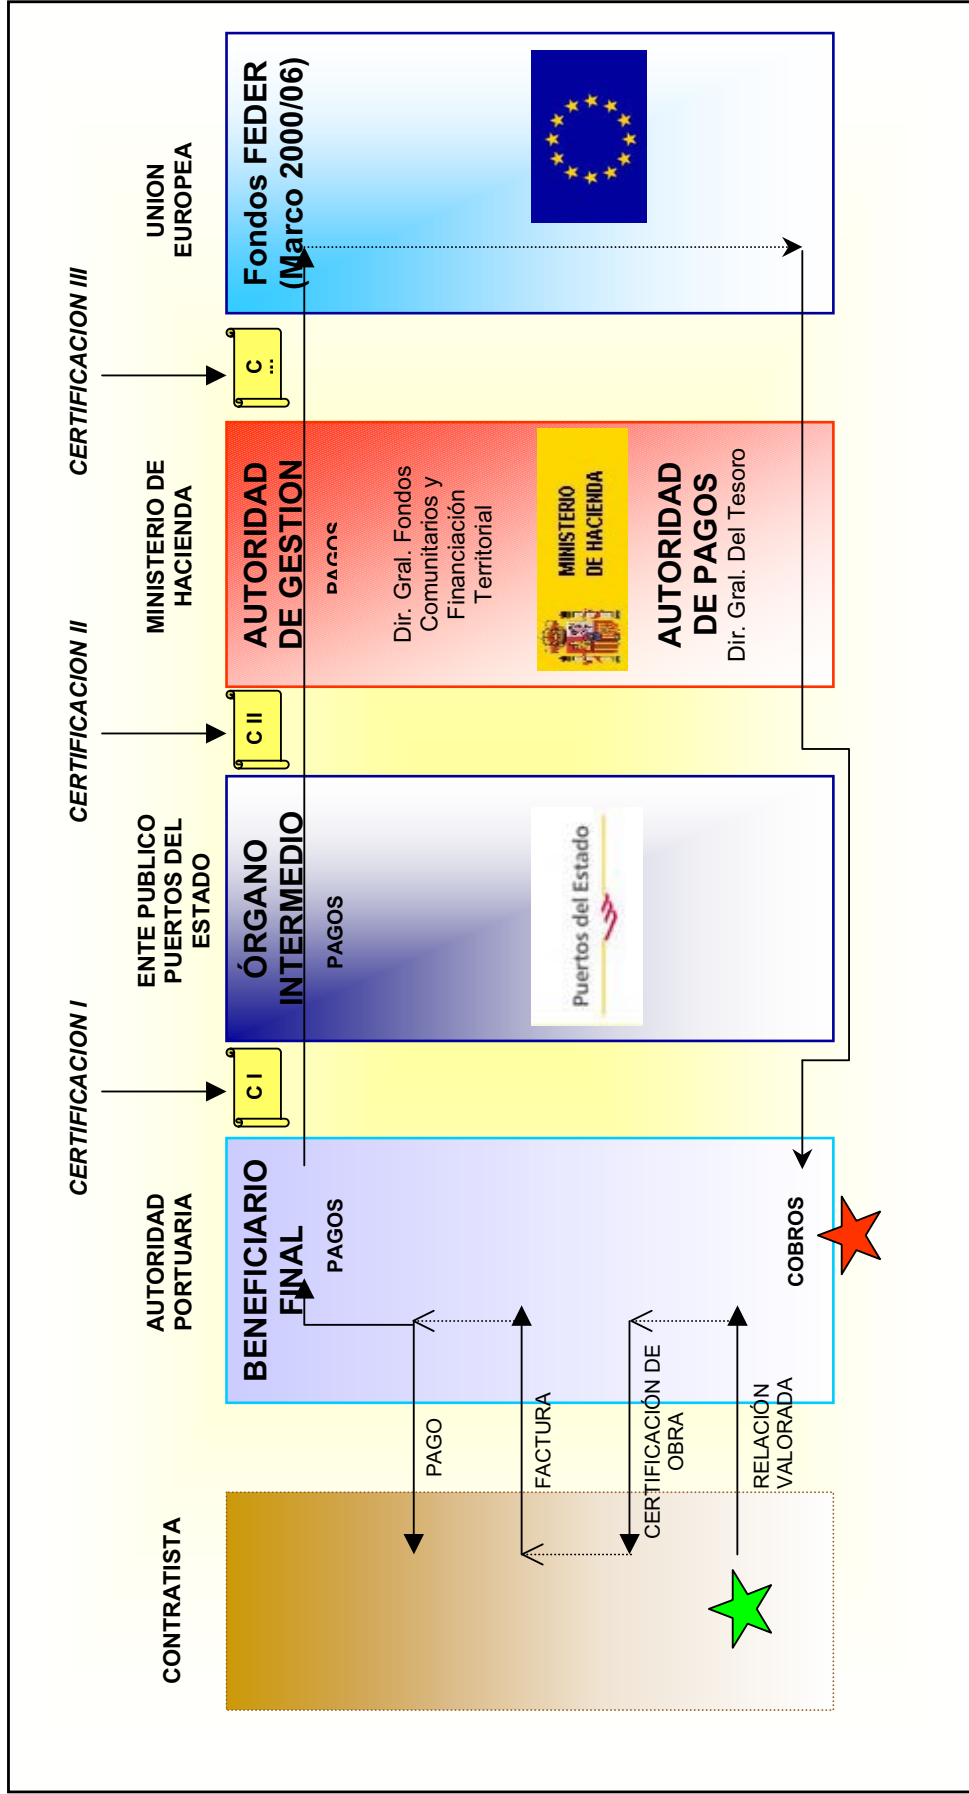 CERTIFICACION I
CERTIFICACION II
CERTIFICACION III
CONTRATISTA
AUTORIDAD
PORTUARIA
ENTE PUBLICO
PUERTOS DEL
ESTADO
MINISTERIO DE
HACIENDA
UNION
EUROPEA
C I
C II
C
...
BENEFICIARIO
FINAL
PAGOS
ÓRGANO
INTERMEDIO
PAGOS
AUTORIDAD
DE GESTION
PAGOS
Dir. Gral. Fondos
Comunitarios y
Financiación
Territorial
MINISTERIO
DE HACIENDA
AUTORIDAD
DE PAGOS
Dir. Gral. Del Tesoro
Fondos FEDER
(Marco 2000/06)
Puertos del Estado
PAGO
FACTURA
CERTIFICACIÓN DE
OBRA
RELACIÓN
VALORADA
COBROS